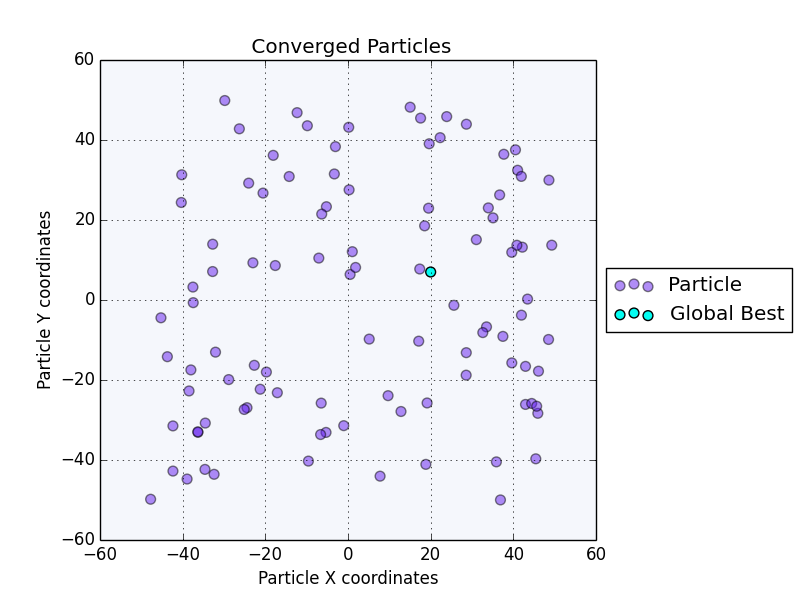 Converged Particles
60
40
20
0
−20
−40
−60
−60 −40 −20 0 20 40 60
Particle X coordinates
Particle Y coordinates
Particle
Global Best